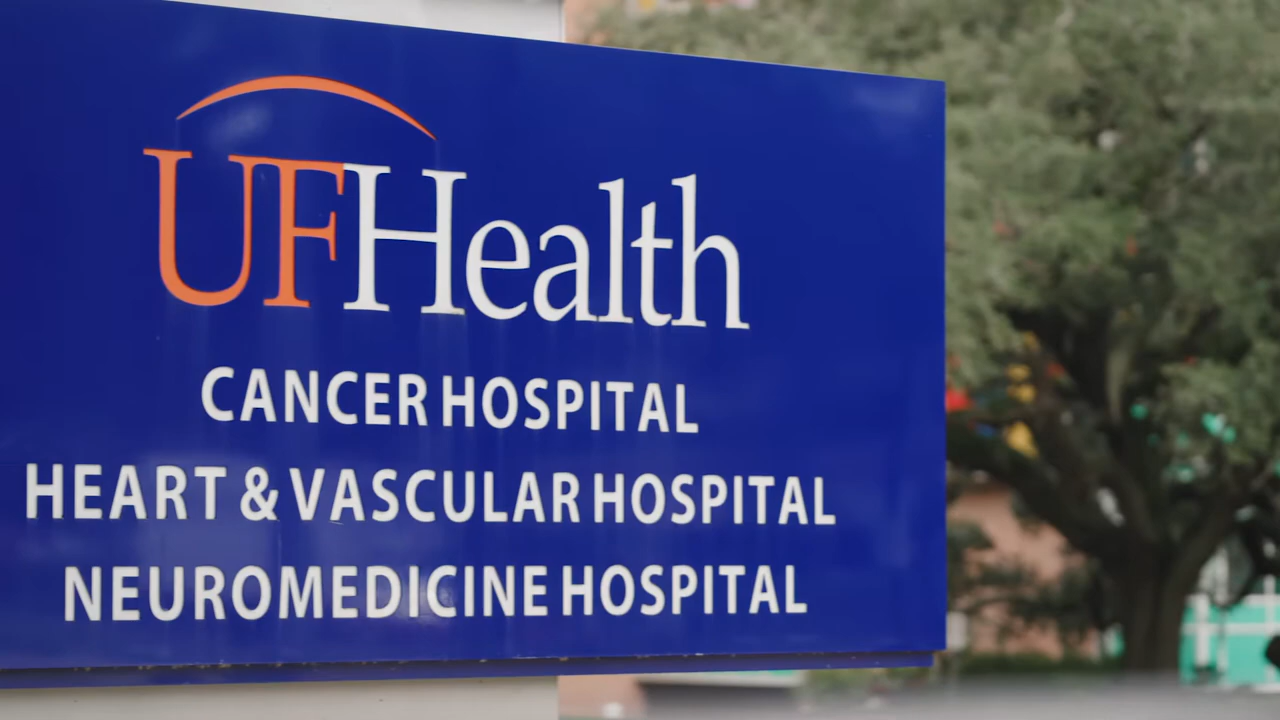 UFHealth
CANCER HOSPITAL
HEART & VASCULAR HOSPITAL
NEUROMEDICINE HOSPITAL